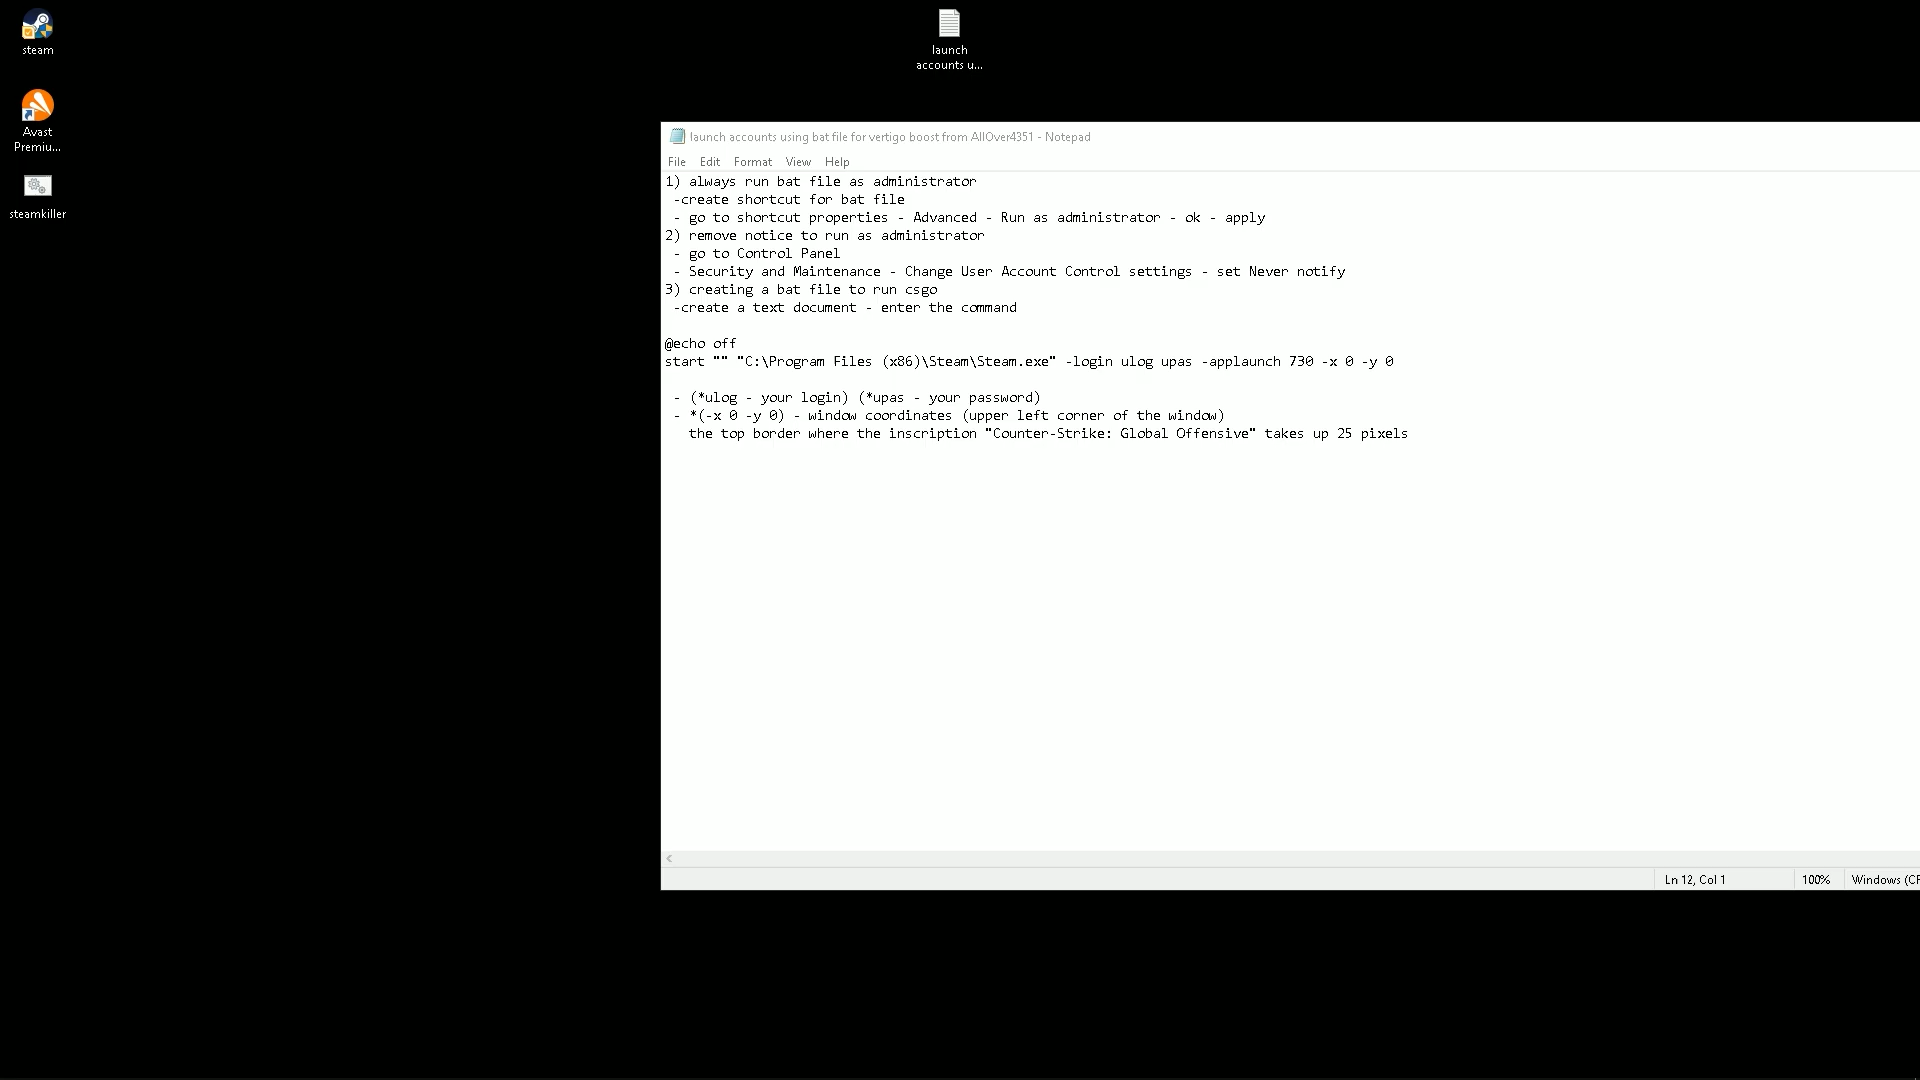 steam
launch
accounts u...
Avast
Premiu...
steamkiller
launch accounts using bat file for vertigo boost from AllOver4351 - Notepad
File Edit Format View Help
1) always run bat file as administrator
-create shortcut for bat file
- go to shortcut properties - Advanced - Run as administrator - ok - apply
2) remove notice to run as administrator
- go to Control Panel
- Security and Maintenance - Change User Account Control settings - set Never notify
3) creating a bat file to run csgo
-create a text document - enter the command
@echo off
start "" "C:\Program Files (x86)\Steam\Steam.exe" -login ulog upas -applaunch 730 -x 0 -y 0
- (*ulog - your login) (*upas - your password)
- *(-x 0 -y 0) - window coordinates (upper left corner of the window)
the top border where the inscription "Counter-Strike: Global Offensive" takes up 25 pixels
Ln 12, Col 1 100% Windows (CF